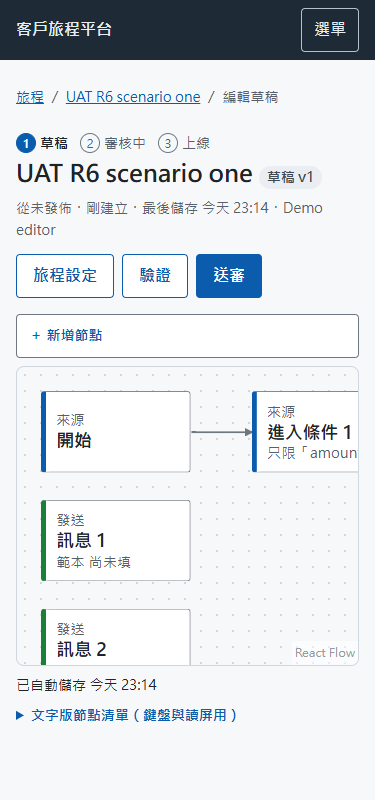 客戶旅程平台
選單
旅程 / UAT R6 scenario one / 編輯草稿
1 草稿 2 審核中 3 上線
UAT R6 scenario one 草稿 v1
從未發佈 · 剛建立 · 最後儲存 今天 23:14 · Demo
editor
旅程設定 驗證 送審
+ 新增節點
來源
開始
來源
進入條件 1
只限「amoun
發送
訊息 1
範本 尚未填
發送
訊息 2
React Flow
已自動儲存 今天 23:14
▶ 文字版節點清單（鍵盤與讀屏用）